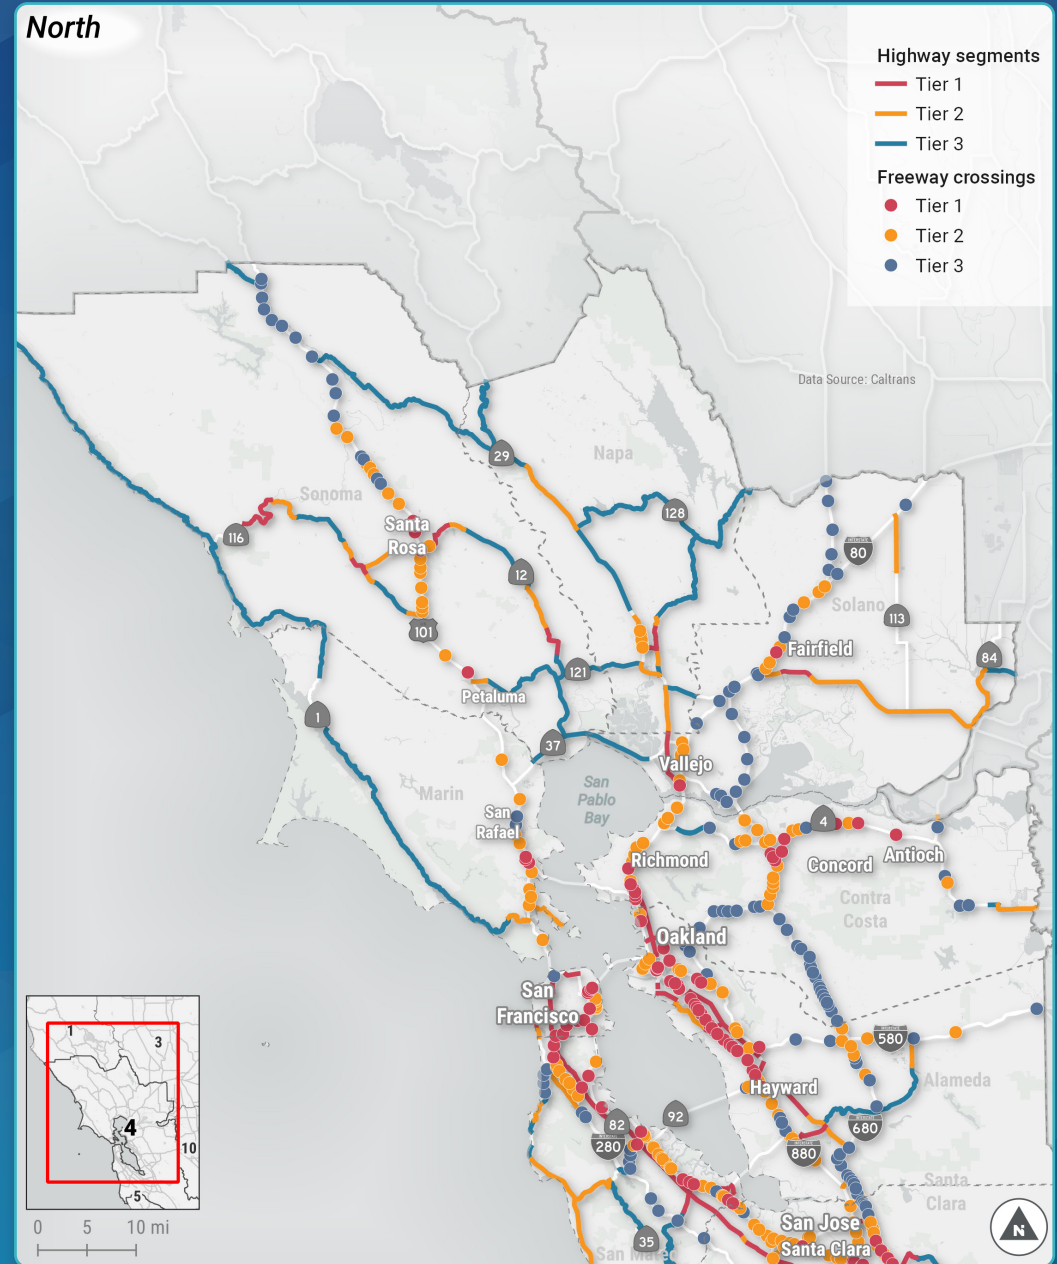 North
Highway segments
Tier 1
Tier 2
Tier 3
Freeway crossings
Tier 1
Tier 2
Tier 3
Data Source: Caltrans
29
Napa
Sonoma
128
Santa
Rosa
116
80
12
Solano
113
101
Fairfield
84
121
Petaluma
1
37
Vallejo
San
Pablo
Bay
Marin
San
Rafael
4
Richmond
Concord
Antioch
Contra
Costa
Oakland
San
Francisco
580
Hayward
Alameda
82
92
680
280
880
Santa
Clara
San Jose
Santa Clara
35
San Mateo
N
1
3
4
10
5
0 5 10 mi